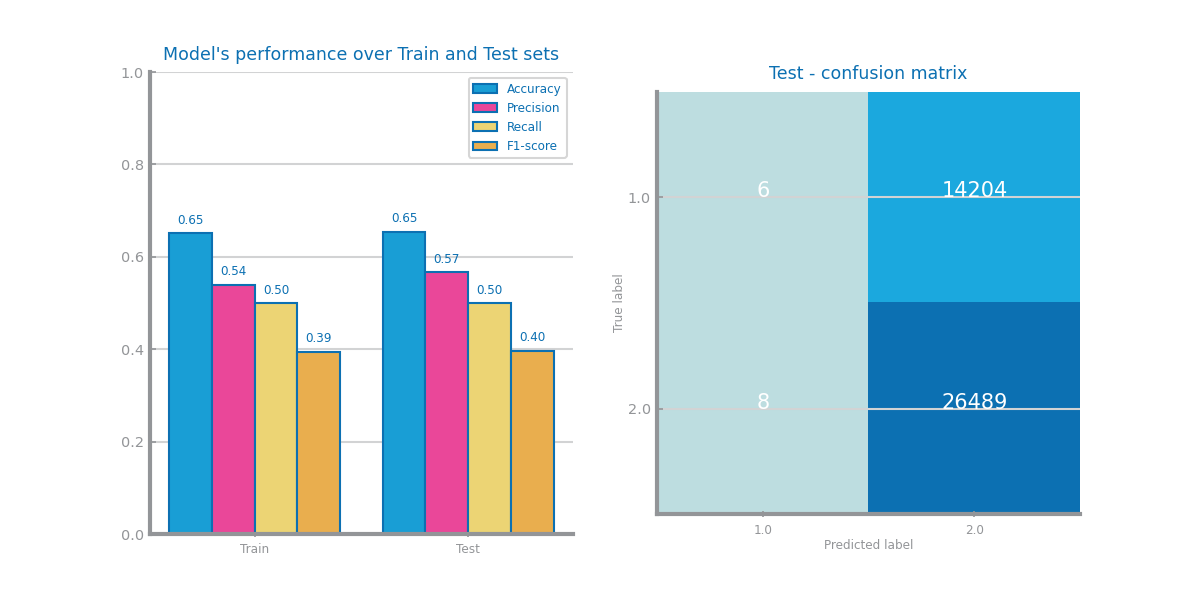 Model's performance over Train and Test sets
1.0
0.8
0.6
0.4
0.2
0.0
Accuracy
Precision
Recall
F1-score
0.65
0.54
0.50
0.39
0.65
0.57
0.50
0.40
Train
Test
Test - confusion matrix
True label
1.0
2.0
6
14204
8
26489
1.0
2.0
Predicted label